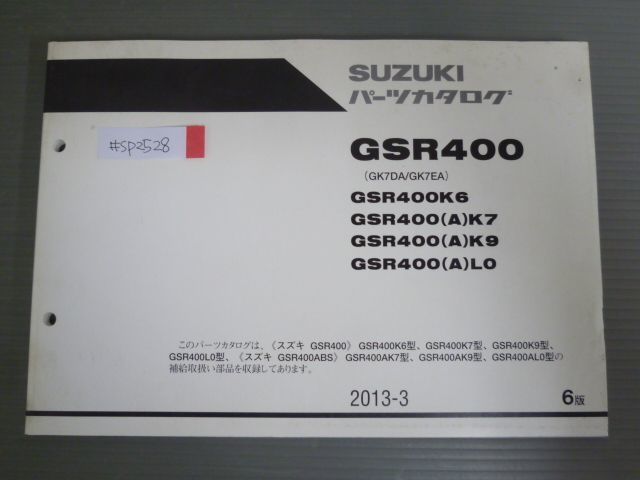 SUZUKI
パーツカタログ
#SP2528
GSR400
(GK7DA/GK7EA)
GSR400K6
GSR400(A)K7
GSR400(A)K9
GSR400(A)L0
このパーツカタログは、《スズキ GSR400》 GSR400K6型、GSR400K7型、GSR400K9型、
GSR400L0型、《スズキ GSR400ABS》 GSR400AK7型、GSR400AK9型、GSR400AL0型の
補給取扱い部品を収録してあります。
2013-3
6版